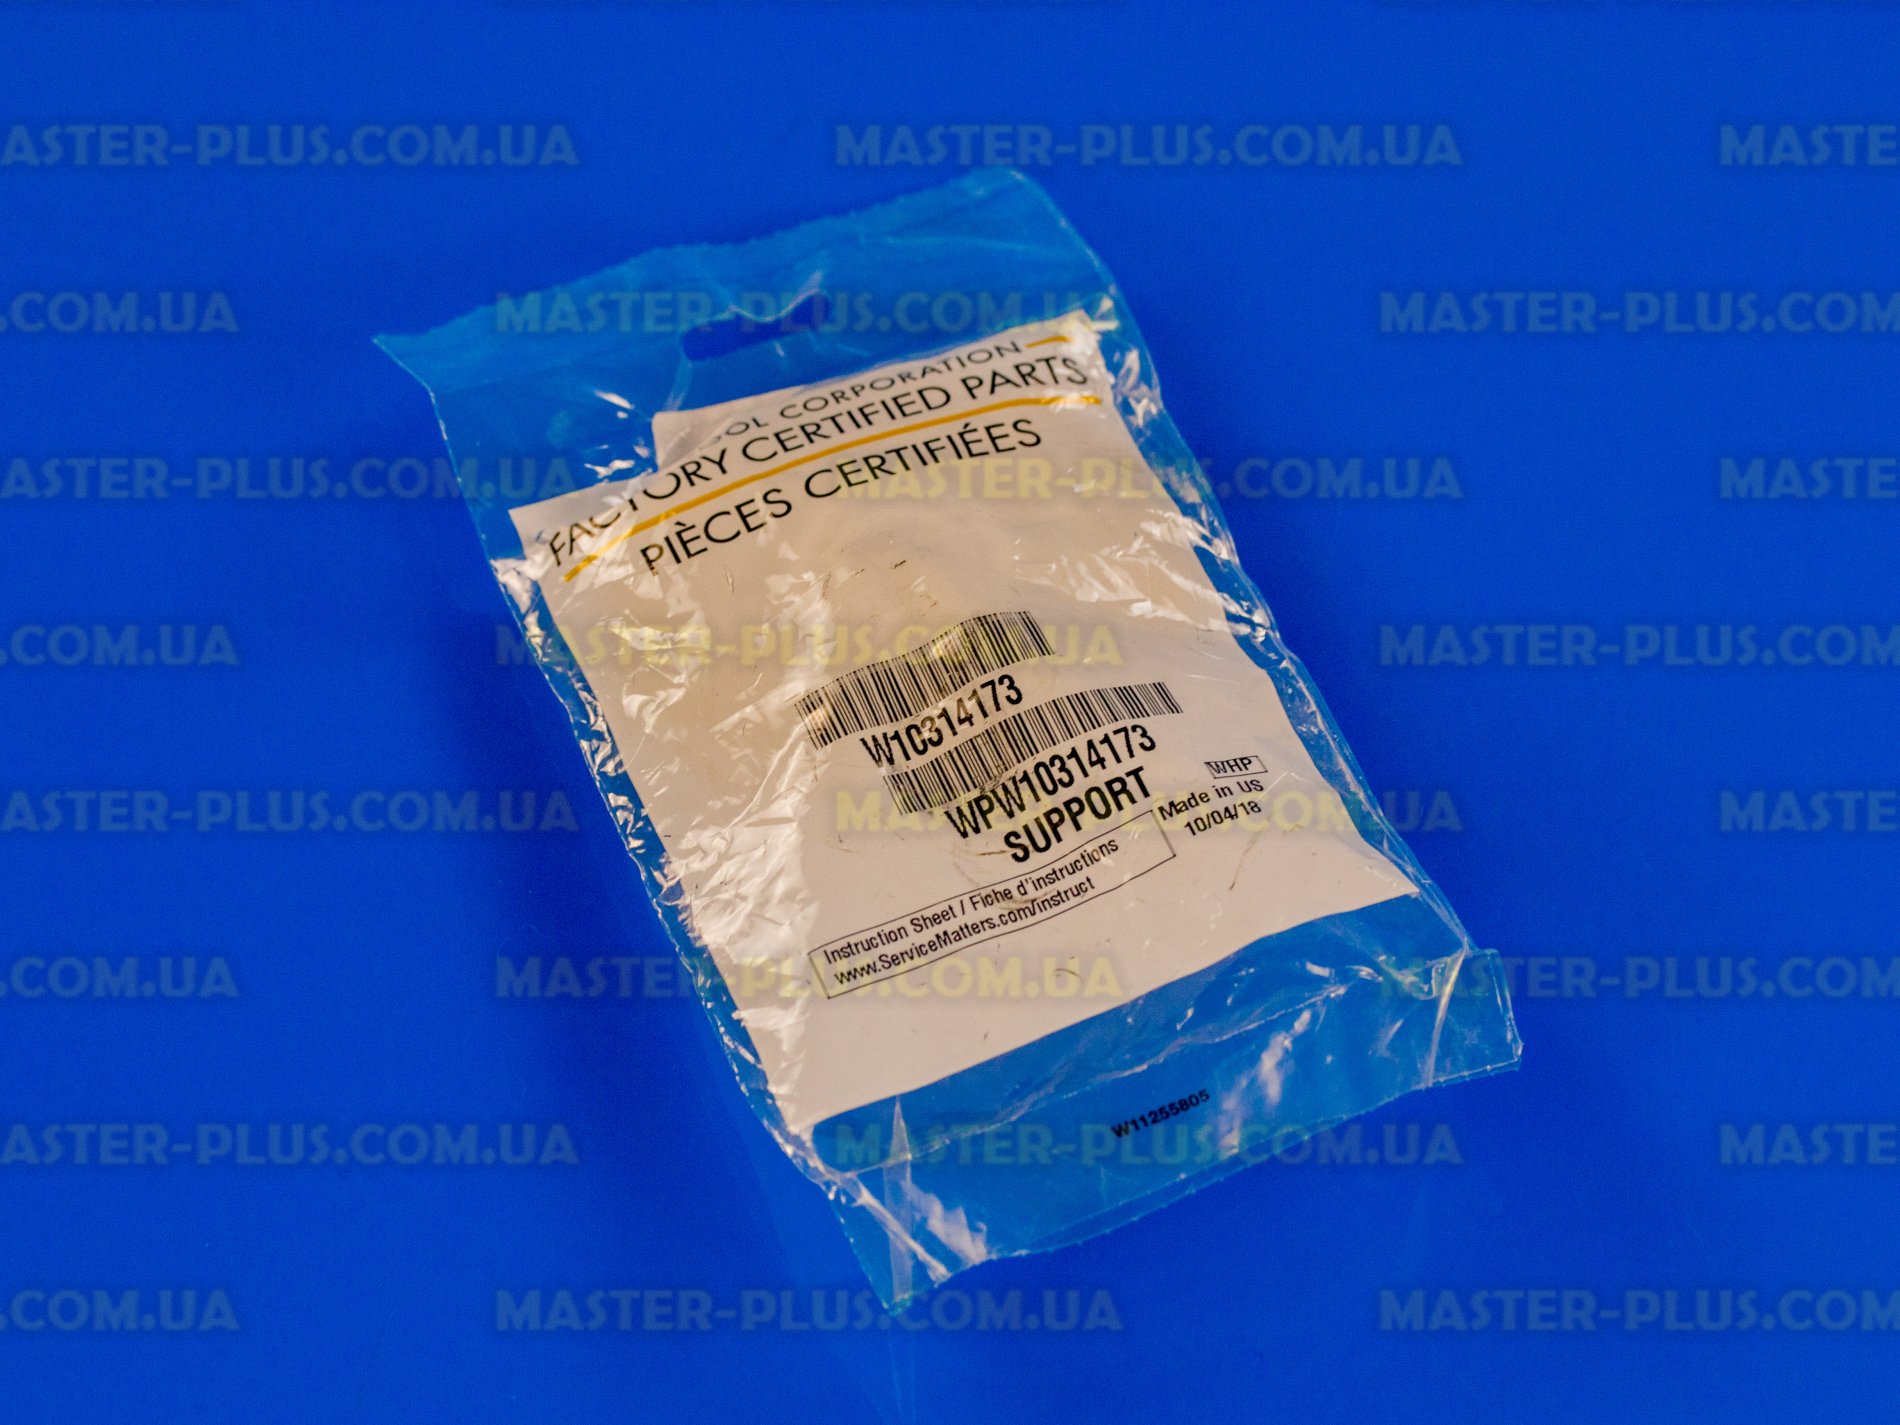 CORPORATION
FACTORY CERTIFIED PARTS
PIÈCES CERTIFIÉES
W10314173
WPW10314173
SUPPORT
WHP
Made in US
10/04/18
Instruction Sheet / Fiche d'instructions
www.ServiceMatters.com/instruct
W11255805
MASTER-PLUS.COM.UA